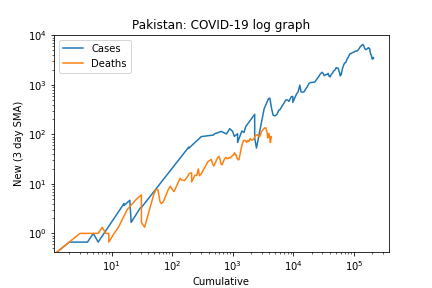 Pakistan: COVID-19 log graph
Cases
Deaths
New (3 day SMA)
10⁴
10³
10²
10¹
10⁰
10¹ 10² 10³ 10⁴ 10⁵
Cumulative